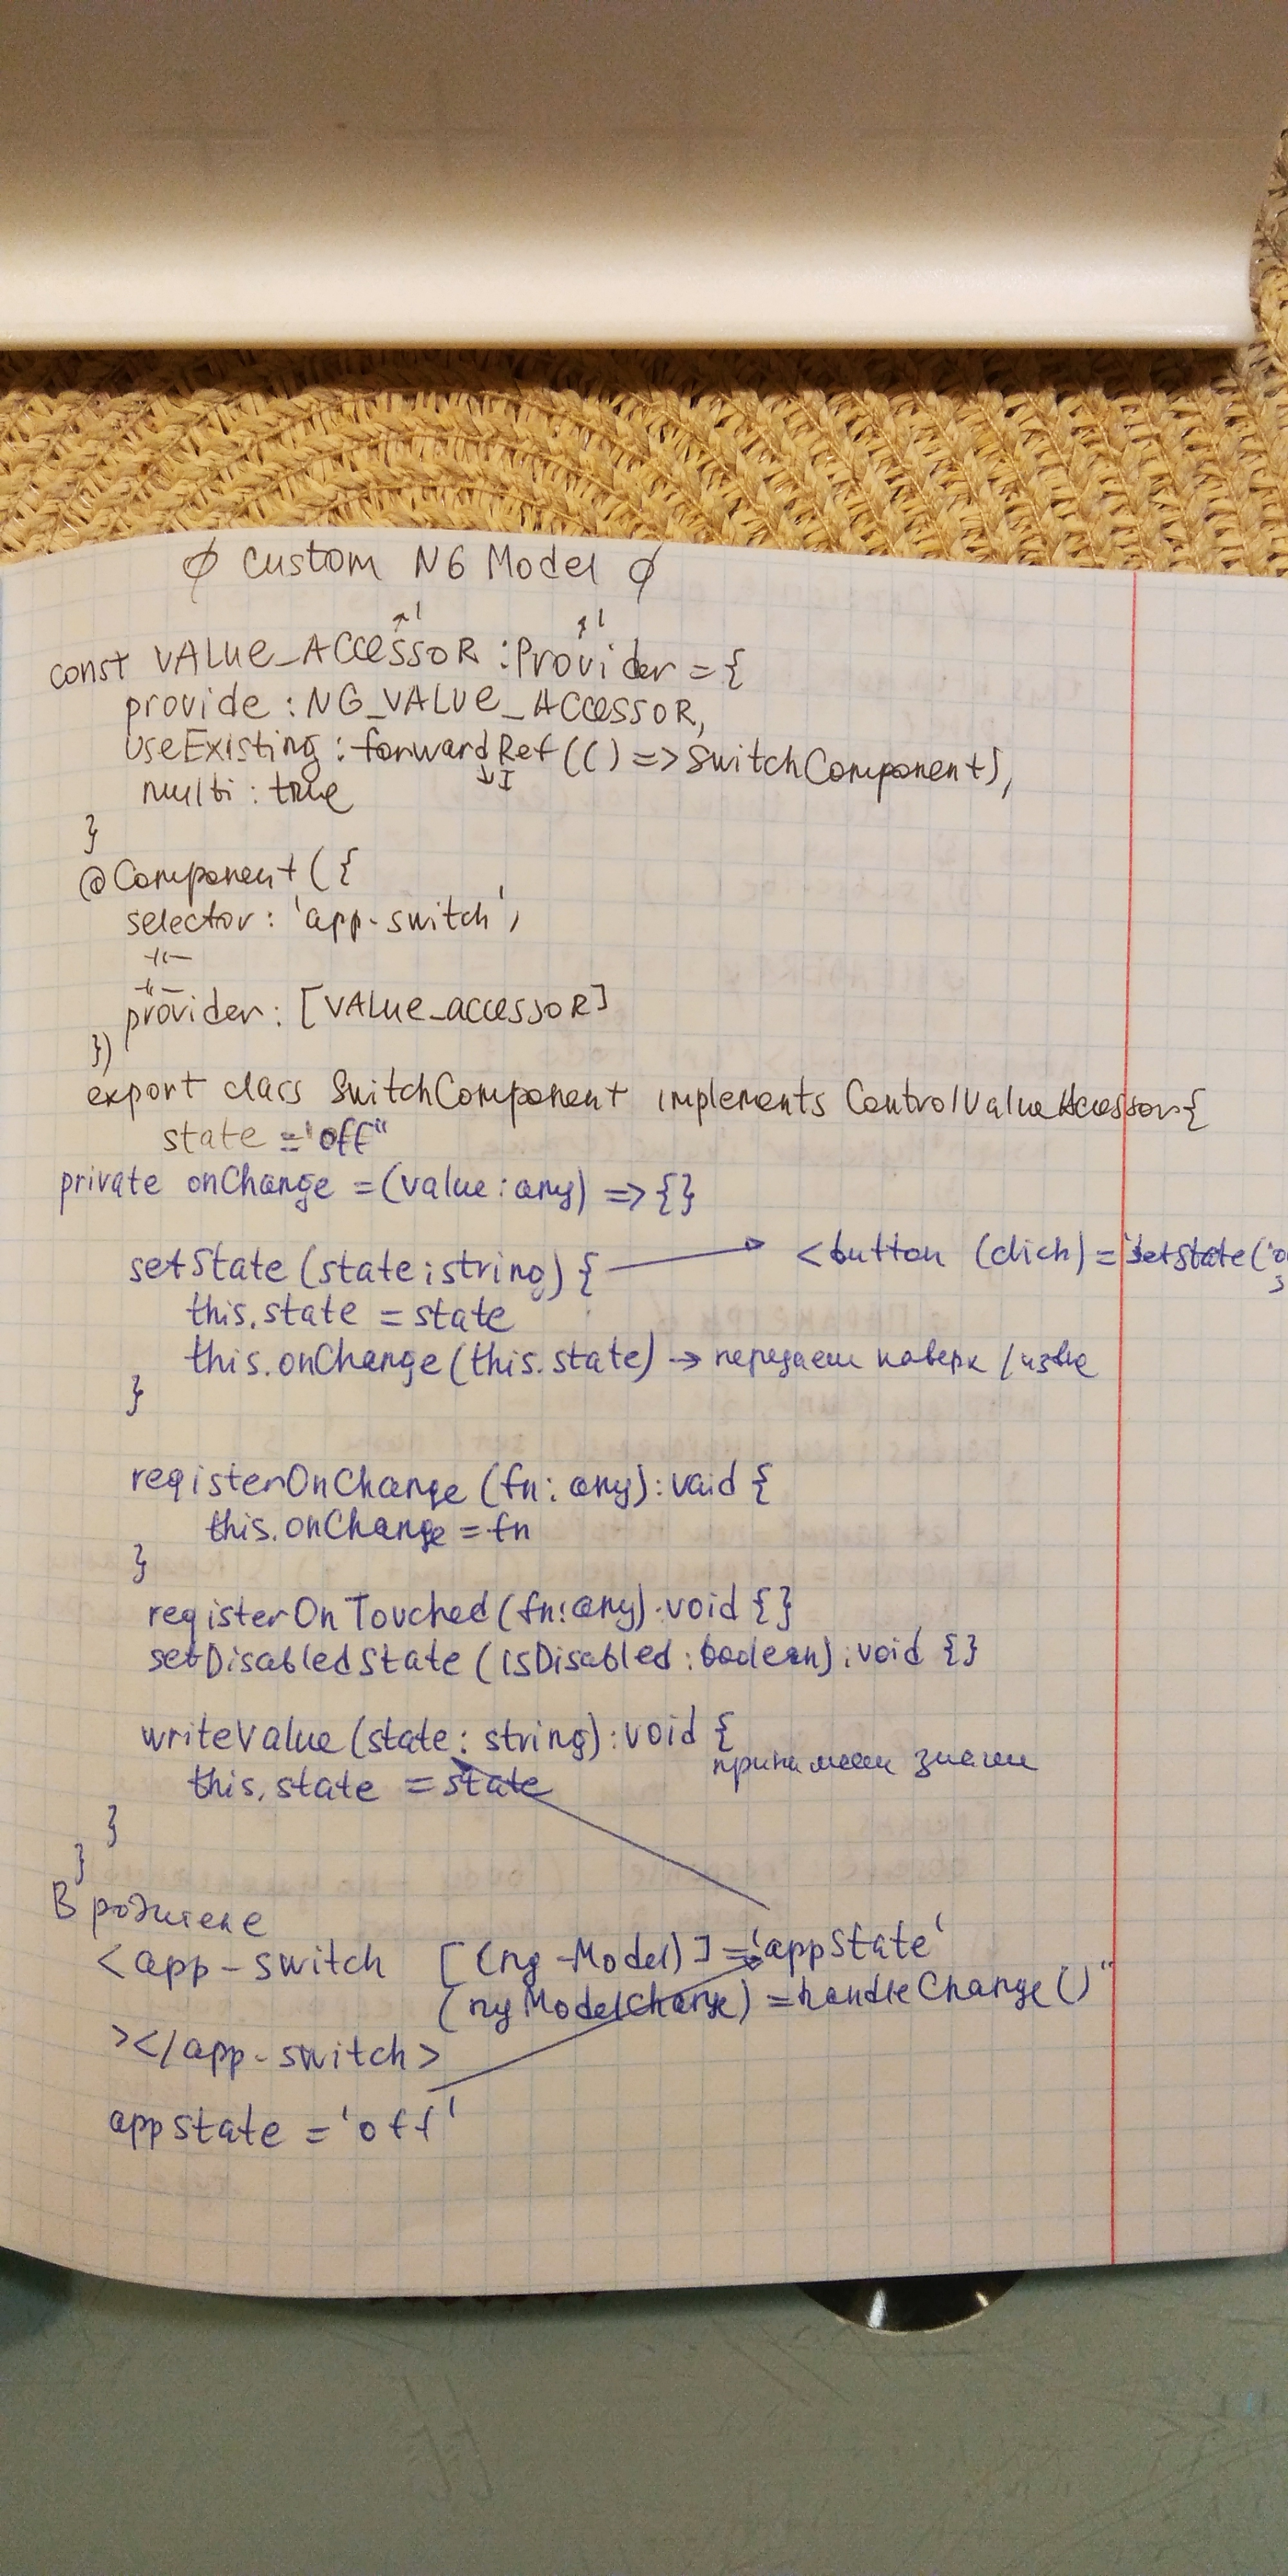 ∅ Custom NG Model ∅
const VALUE_ACCESSOR :Provider = {
provide : NG_VALUE_ACCESSOR,
useExisting : forwardRef(() => SwitchComponent),
multi : true
}
@Component({
selector: 'app-switch',
-||-
-||-
provider: [VALUE_ACCESSOR]
})
export class SwitchComponent implements ControlValueAccessor{
state = 'off"
private onChange = (value : any) => {}
setState (state : string) { → <button (click) = 'setState('o
this.state = state
this.onChange(this.state) → передаем наверх / извне
}
registerOnChange (fn : any) : void {
this.onChange = fn
}
registerOnTouched(fn : any) : void {}
setDisabledState (isDisabled : boolean) : void {}
writeValue (state : string) : void {
принимаем значен
this.state = state
}
}
В родителе
<app-switch [(ng-Model)] = 'appState'
(ngModelChange) = handleChange()"
></app-switch>
appState = 'off'